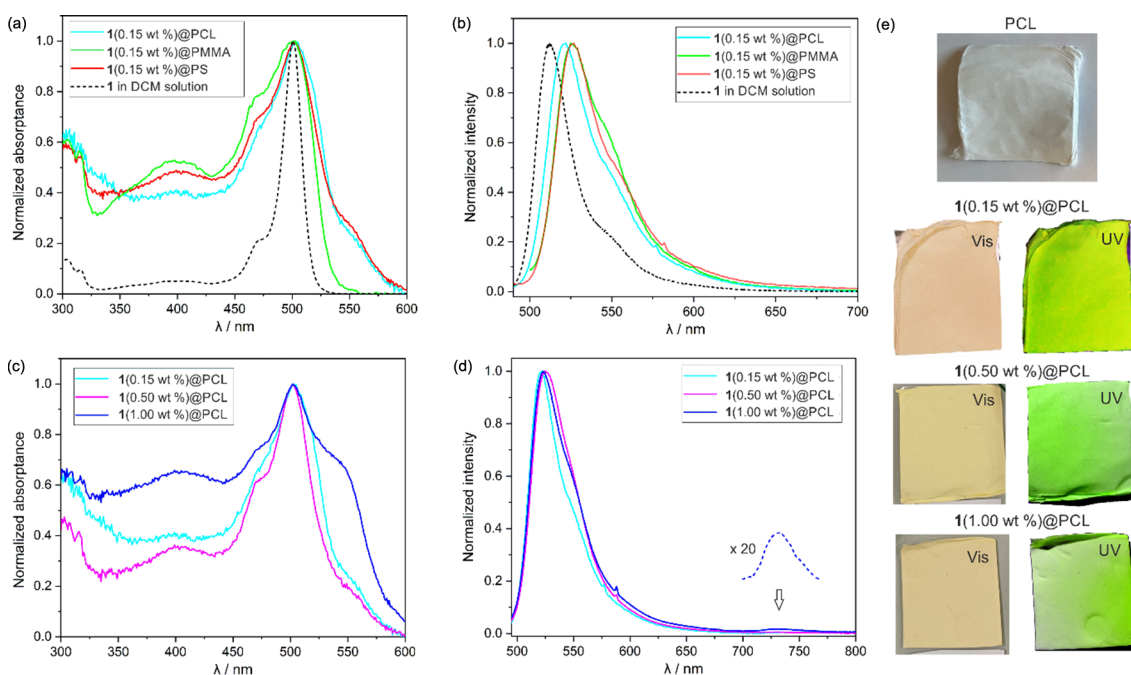 (a)
1(0.15 wt %)@PCL
1(0.15 wt %)@PMMA
1(0.15 wt %)@PS
1 in DCM solution
Normalized absorptance
1.0
0.8
0.6
0.4
0.2
0.0
300 350 400 450 500 550 600
λ / nm
(b)
1(0.15 wt %)@PCL
1(0.15 wt %)@PMMA
1(0.15 wt %)@PS
1 in DCM solution
Normalized intensity
1.0
0.8
0.6
0.4
0.2
0.0
500 550 600 650 700
λ / nm
(c)
1(0.15 wt %)@PCL
1(0.50 wt %)@PCL
1(1.00 wt %)@PCL
Normalized absorptance
1.0
0.8
0.6
0.4
0.2
0.0
300 350 400 450 500 550 600
λ / nm
(d)
1(0.15 wt %)@PCL
1(0.50 wt %)@PCL
1(1.00 wt %)@PCL
x 20
Normalized intensity
1.0
0.8
0.6
0.4
0.2
0.0
500 550 600 650 700 750 800
λ / nm
(e)
PCL
1(0.15 wt %)@PCL
Vis UV
1(0.50 wt %)@PCL
Vis UV
1(1.00 wt %)@PCL
Vis UV